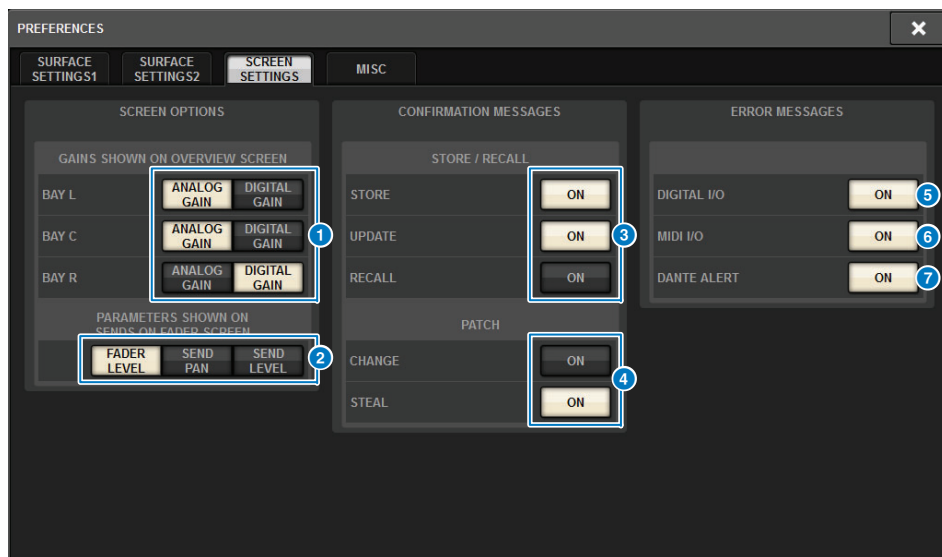 PREFERENCES
SURFACE SETTINGS1
SURFACE SETTINGS2
SCREEN SETTINGS
MISC
SCREEN OPTIONS
GAINS SHOWN ON OVERVIEW SCREEN
BAY L
ANALOG GAIN
DIGITAL GAIN
BAY C
ANALOG GAIN
DIGITAL GAIN
1
BAY R
ANALOG GAIN
DIGITAL GAIN
PARAMETERS SHOWN ON
SENDS ON FADER SCREEN
FADER LEVEL
SEND PAN
SEND LEVEL
2
CONFIRMATION MESSAGES
STORE / RECALL
STORE
ON
UPDATE
ON
3
RECALL
ON
PATCH
CHANGE
ON
4
STEAL
ON
ERROR MESSAGES
DIGITAL I/O
ON
5
MIDI I/O
ON
6
DANTE ALERT
ON
7